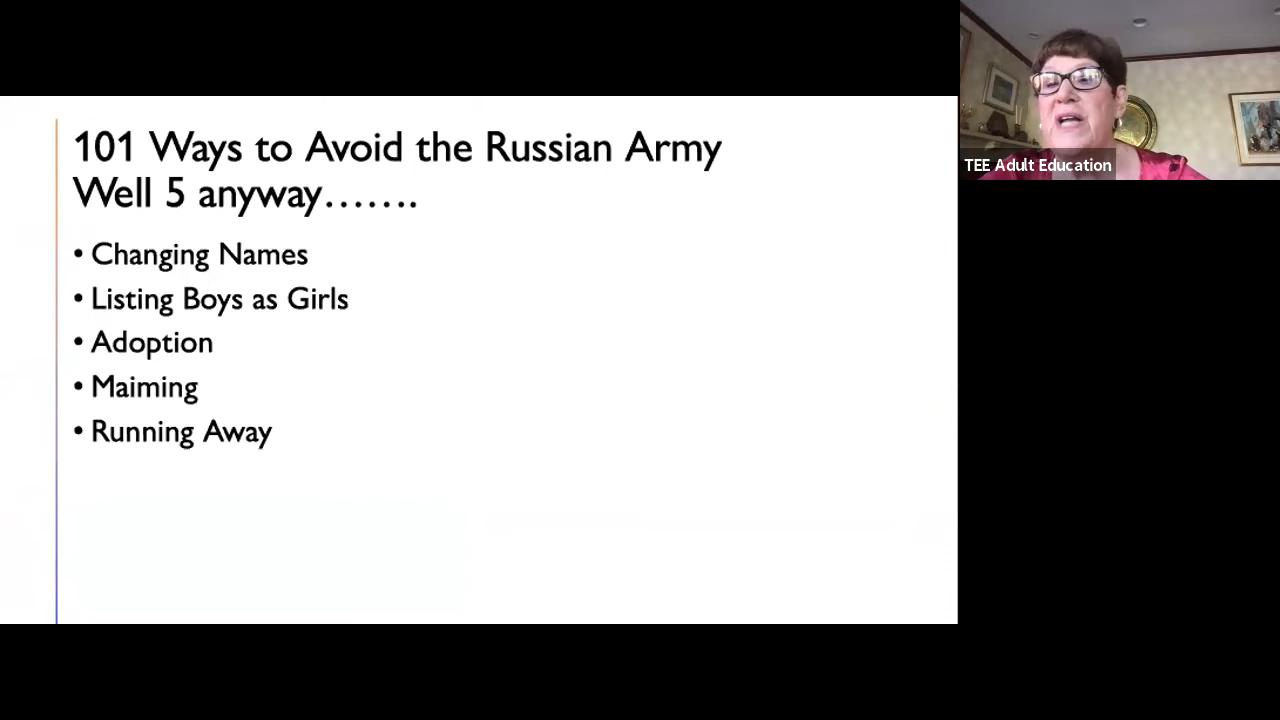 101 Ways to Avoid the Russian Army
Well 5 anyway.......
• Changing Names
• Listing Boys as Girls
• Adoption
• Maiming
• Running Away
TEE Adult Education